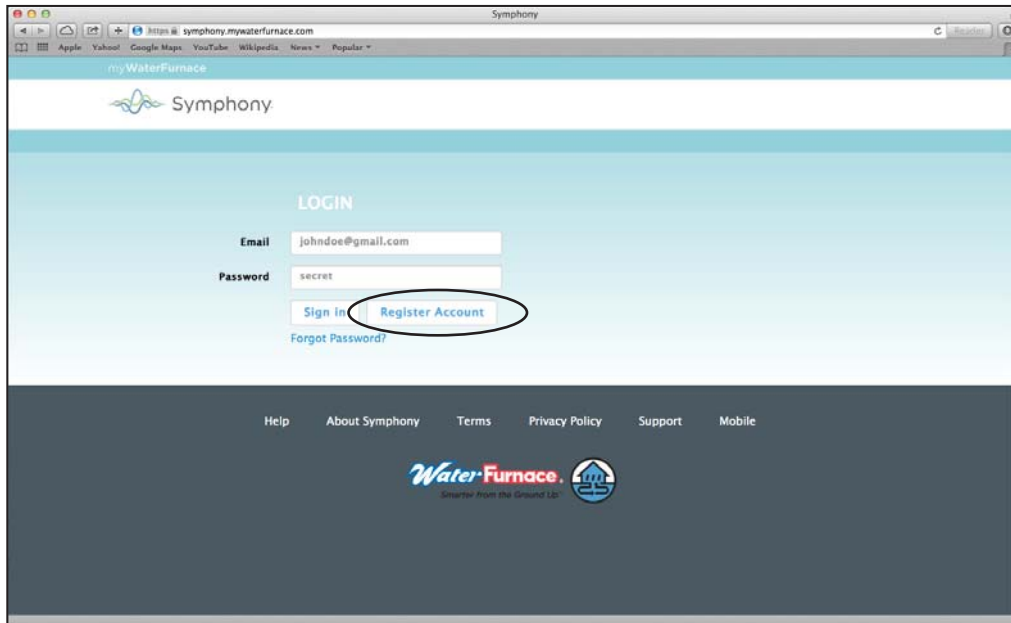 Symphony
https symphony.mywaterfurnace.com
Reader
Apple Yahoo! Google Maps YouTube Wikipedia News Popular
myWaterFurnace
Symphony
LOGIN
Email johndoe@gmail.com
Password secret
Sign in Register Account
Forgot Password?
Help About Symphony Terms Privacy Policy Support Mobile
WaterFurnace
Smarter from the Ground Up™